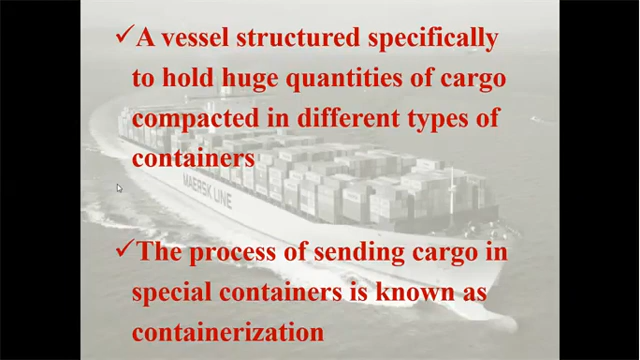 ✓A vessel structured specifically
to hold huge quantities of cargo
compacted in different types of
containers
MAERSK LINE
✓The process of sending cargo in
special containers is known as
containerization